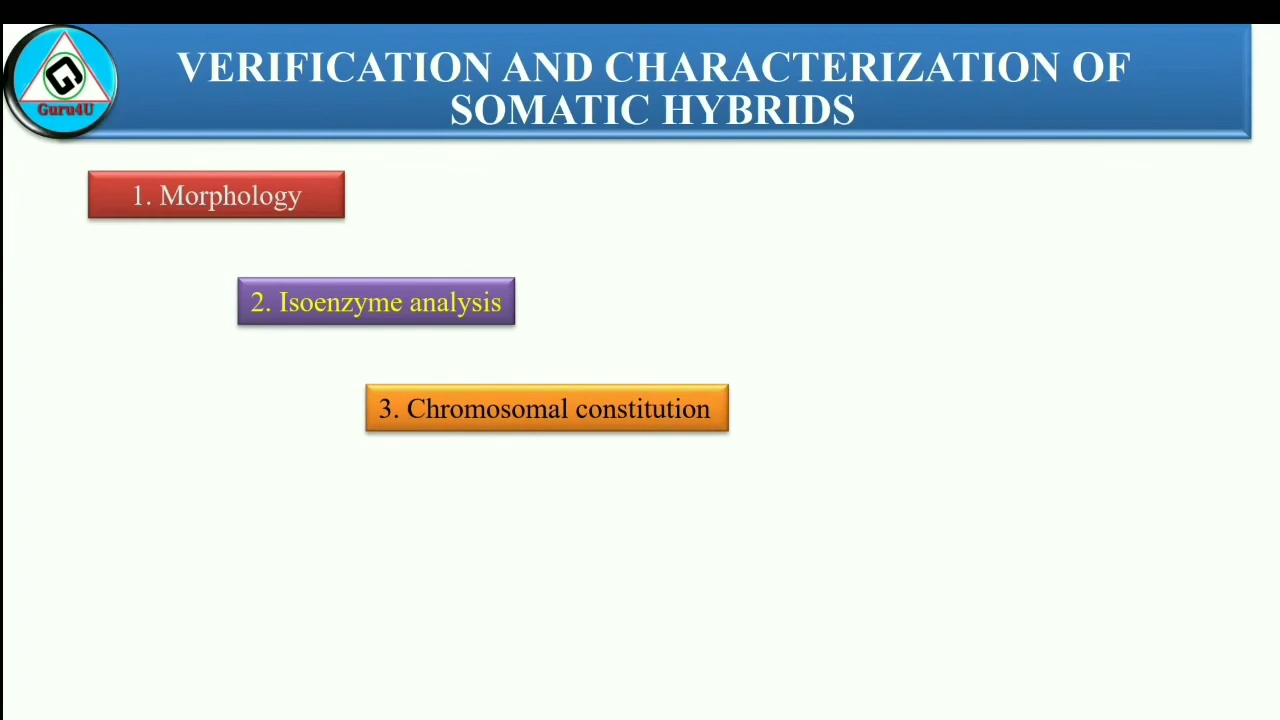 VERIFICATION AND CHARACTERIZATION OF
SOMATIC HYBRIDS
Guru4U
1. Morphology
2. Isoenzyme analysis
3. Chromosomal constitution